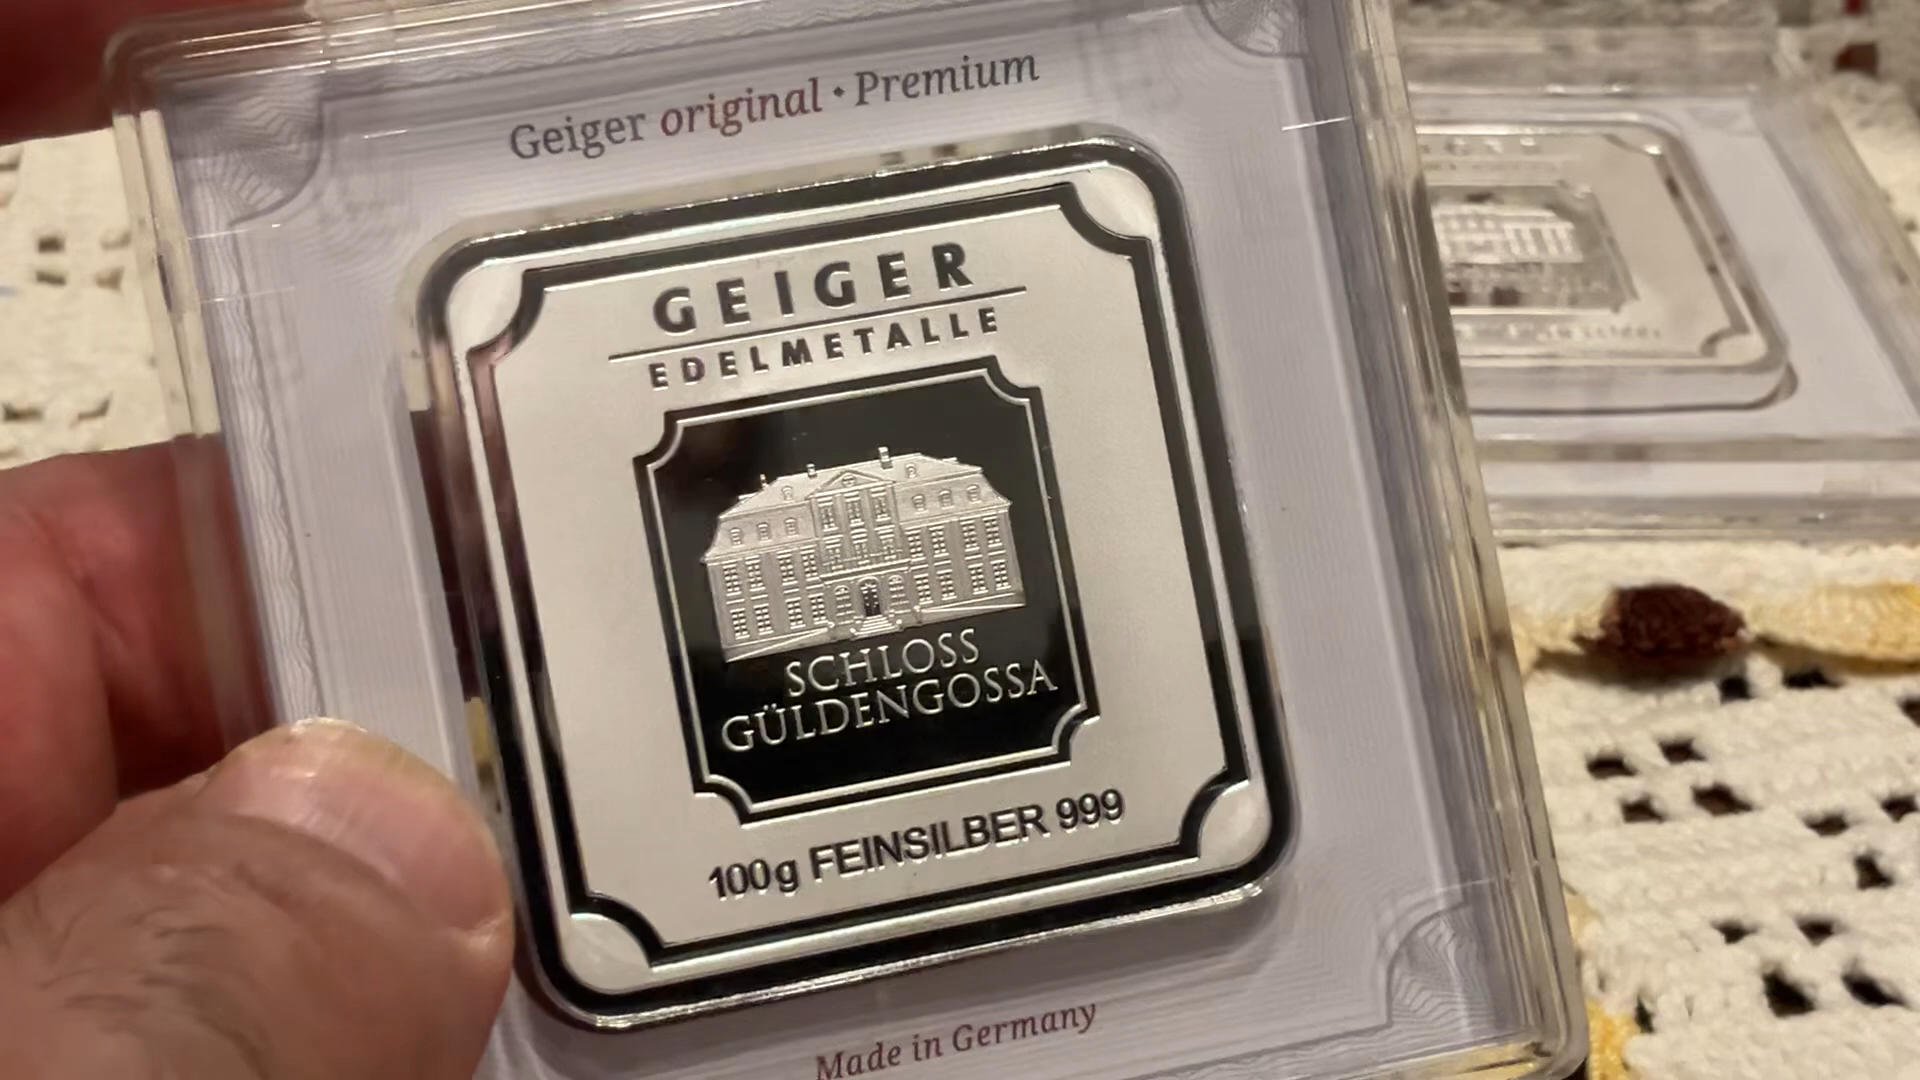 Geiger original • Premium
GEIGER
EDELMETALLE
SCHLOSS
GÜLDENGOSSA
100g FEINSILBER 999
Made in Germany